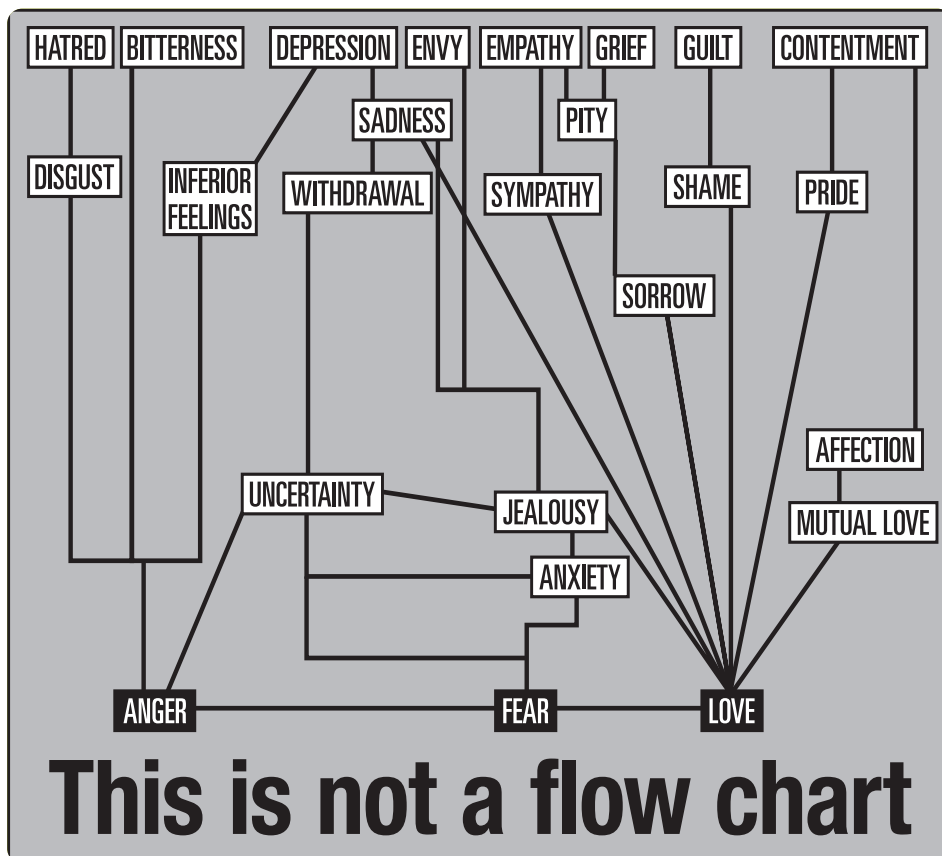 HATRED
BITTERNESS
DEPRESSION
ENVY
EMPATHY
GRIEF
GUILT
CONTENTMENT
SADNESS
PITY
DISGUST
INFERIOR
FEELINGS
WITHDRAWAL
SYMPATHY
SHAME
PRIDE
SORROW
AFFECTION
UNCERTAINTY
JEALOUSY
MUTUAL LOVE
ANXIETY
ANGER
FEAR
LOVE
This is not a flow chart